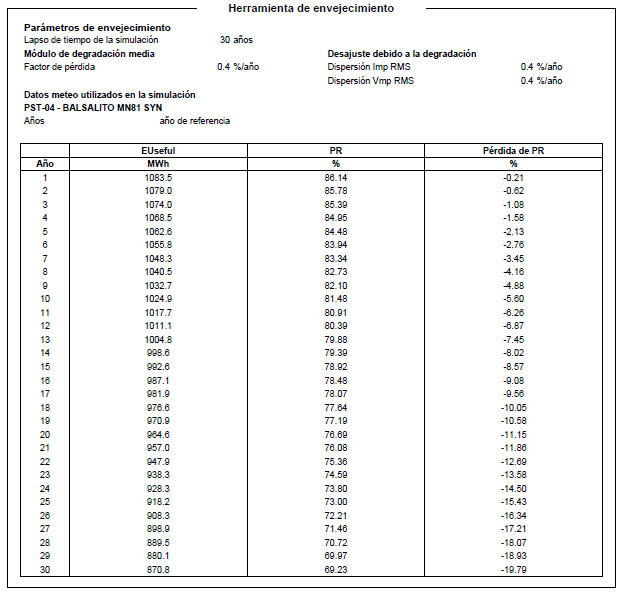 Herramienta de envejecimiento
Parámetros de envejecimiento
Lapso de tiempo de la simulación 30 años
Módulo de degradación media Desajuste debido a la degradación
Factor de pérdida 0.4 %/año Dispersión Imp RMS 0.4 %/año
Dispersión Vmp RMS 0.4 %/año
Datos meteo utilizados en la simulación
PST-04 - BALSALITO MN81 SYN
Años año de referencia
EUseful PR Pérdida de PR
Año MWh % %
1 1083.5 86.14 -0.21
2 1079.0 85.78 -0.62
3 1074.0 85.39 -1.08
4 1068.5 84.95 -1.58
5 1062.6 84.48 -2.13
6 1055.8 83.94 -2.76
7 1048.3 83.34 -3.45
8 1040.5 82.73 -4.16
9 1032.7 82.10 -4.88
10 1024.9 81.48 -5.60
11 1017.7 80.91 -6.26
12 1011.1 80.39 -6.87
13 1004.8 79.88 -7.45
14 998.6 79.39 -8.02
15 992.6 78.92 -8.57
16 987.1 78.48 -9.08
17 981.9 78.07 -9.56
18 976.6 77.64 -10.05
19 970.9 77.19 -10.58
20 964.6 76.69 -11.15
21 957.0 76.08 -11.86
22 947.9 75.36 -12.69
23 938.3 74.59 -13.58
24 928.3 73.80 -14.50
25 918.2 73.00 -15.43
26 908.3 72.21 -16.34
27 898.9 71.46 -17.21
28 889.5 70.72 -18.07
29 880.1 69.97 -18.93
30 870.8 69.23 -19.79